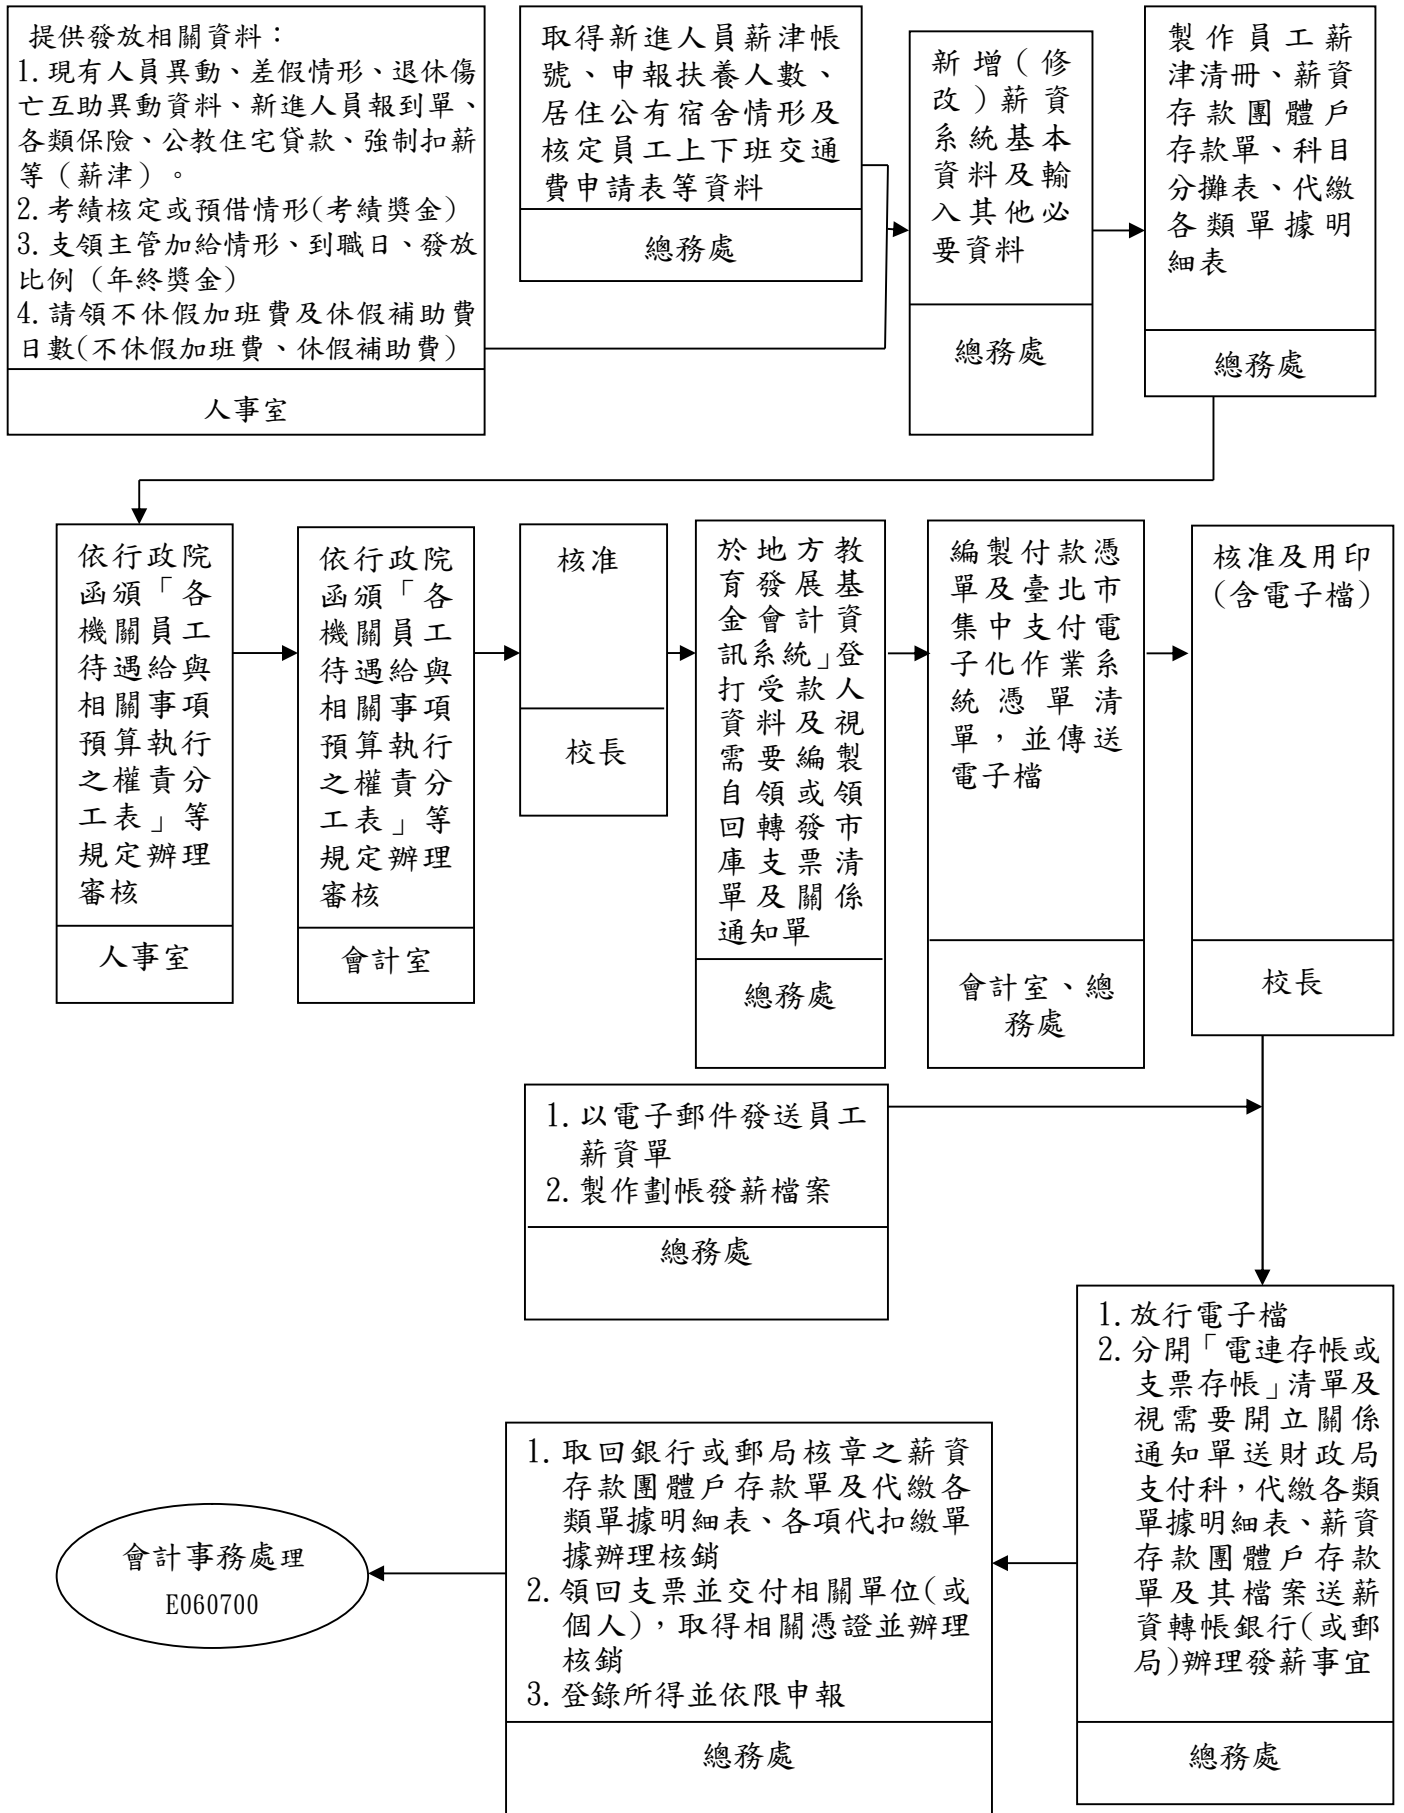 提供發放相關資料：
1.現有人員異動、差假情形、退休傷
亡互助異動資料、新進人員報到單、
各類保險、公教住宅貸款、強制扣薪
等（薪津）。
2.考績核定或預借情形(考績獎金)
3.支領主管加給情形、到職日、發放
比例（年終獎金)
4.請領不休假加班費及休假補助費
日數(不休假加班費、休假補助費)
人事室
取得新進人員薪津帳
號、申報扶養人數、
居住公有宿舍情形及
核定員工上下班交通
費申請表等資料
總務處
新增（修
改）薪資
系統基本
資料及輸
入其他必
要資料
總務處
製作員工薪
津清冊、薪資
存款團體戶
存款單、科目
分攤表、代繳
各類單據明
細表
總務處
依行政院
函頒「各
機關員工
待遇給與
相關事項
預算執行
之權責分
工表」等
規定辦理
審核
人事室
依行政院
函頒「各
機關員工
待遇給與
相關事項
預算執行
之權責分
工表」等
規定辦理
審核
會計室
核准
校長
於地方教
育發展基
金會計資
訊系統」登
打受款人
資料及視
需要編製
自領或領
回轉發市
庫支票清
單及關係
通知單
總務處
編製付款憑
單及臺北市
集中支付電
子化作業系
統憑單清
單，並傳送
電子檔
會計室、總
務處
核准及用印
(含電子檔)
校長
1.以電子郵件發送員工
薪資單
2.製作劃帳發薪檔案
總務處
1.放行電子檔
2.分開「電連存帳或
支票存帳」清單及
視需要開立關係
通知單送財政局
支付科，代繳各類
單據明細表、薪資
存款團體戶存款
單及其檔案送薪
資轉帳銀行(或郵
局)辦理發薪事宜
總務處
1.取回銀行或郵局核章之薪資
存款團體戶存款單及代繳各
類單據明細表、各項代扣繳單
據辦理核銷
2.領回支票並交付相關單位(或
個人)，取得相關憑證並辦理
核銷
3.登錄所得並依限申報
總務處
會計事務處理
E060700